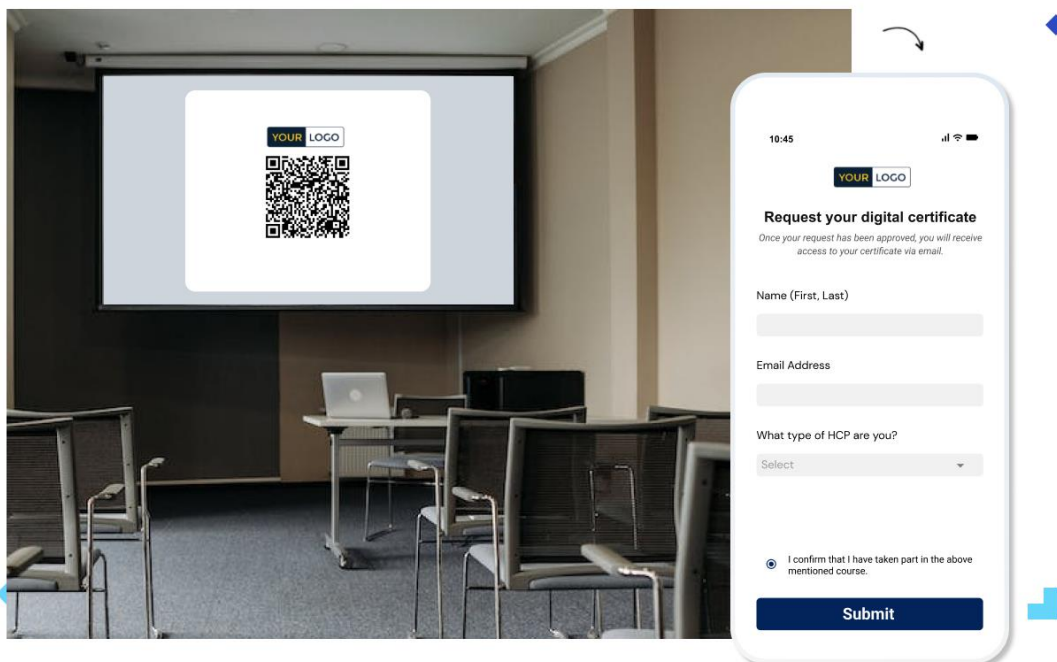 YOUR LOGO
10:45
YOUR LOGO
Request your digital certificate
Once your request has been approved, you will receive
access to your certificate via email.
Name (First, Last)
Email Address
What type of HCP are you?
Select
I confirm that I have taken part in the above
mentioned course.
Submit